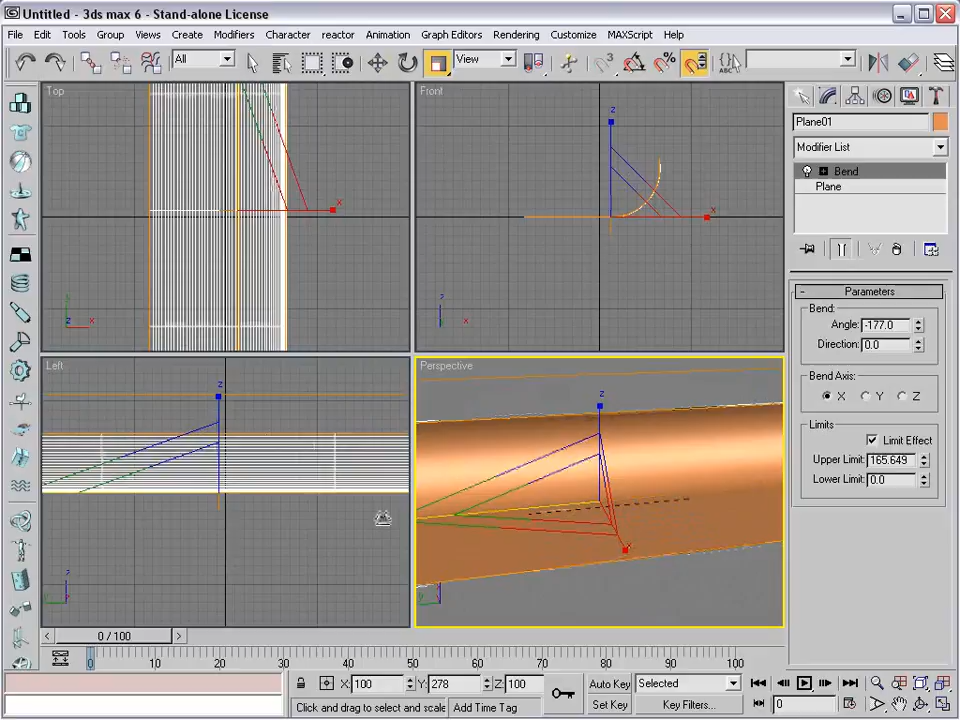 Untitled - 3ds max 6 - Stand-alone License
File Edit Tools Group Views Create Modifiers Character reactor Animation Graph Editors Rendering Customize MAXScript Help
All View
Top
Front
Plane01
Modifier List
Bend
Plane
z
x
z
x
y
z
x
z
x
Parameters
Bend:
Angle: -177.0
Direction: 0.0
Left
Perspective
z
z
x
Bend Axis:
X Y Z
Limits
Limit Effect
Upper Limit: 165.649
Lower Limit: 0.0
z
y
0 / 100
0 10 20 30 40 50 60 70 80 90 100
X: 100 Y: 278 Z: 100 Auto Key Selected
Click and drag to select and scale Add Time Tag Set Key Key Filters... 0